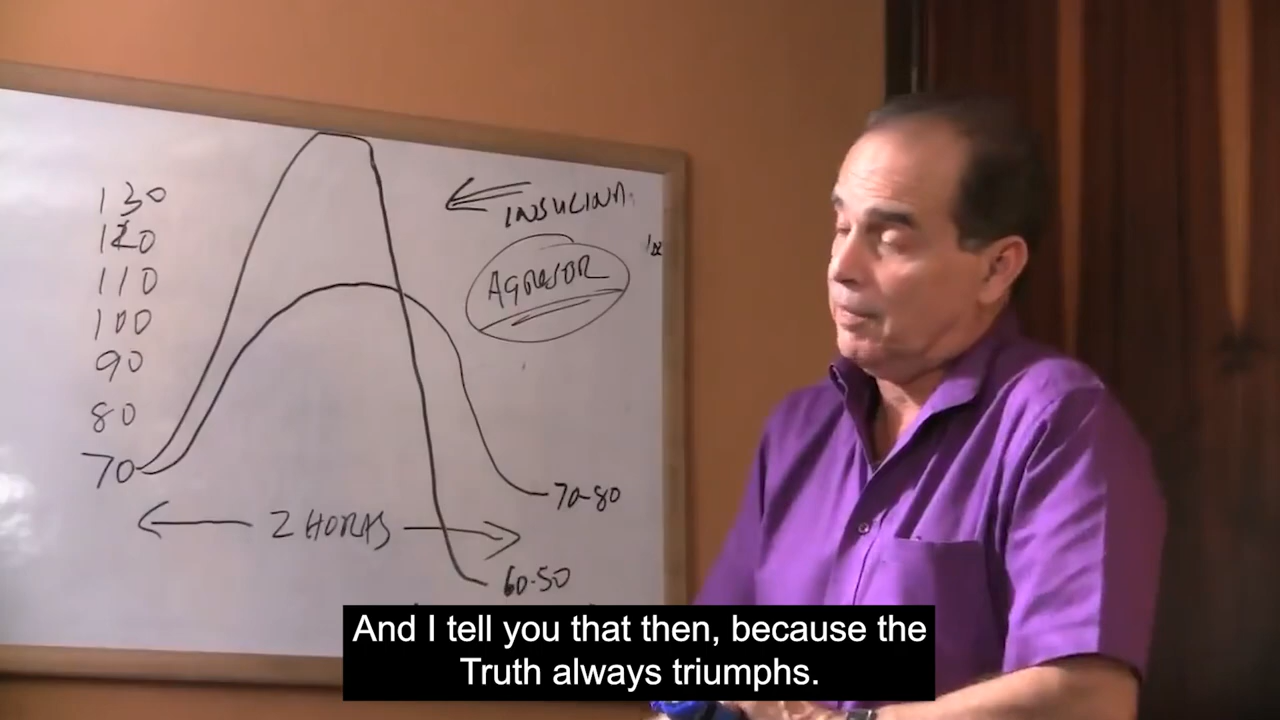 130
120
110
100
90
80
70
INSULINA
AGRESOR
2 HORAS
70-80
60-50
And I tell you that then, because the
Truth always triumphs.